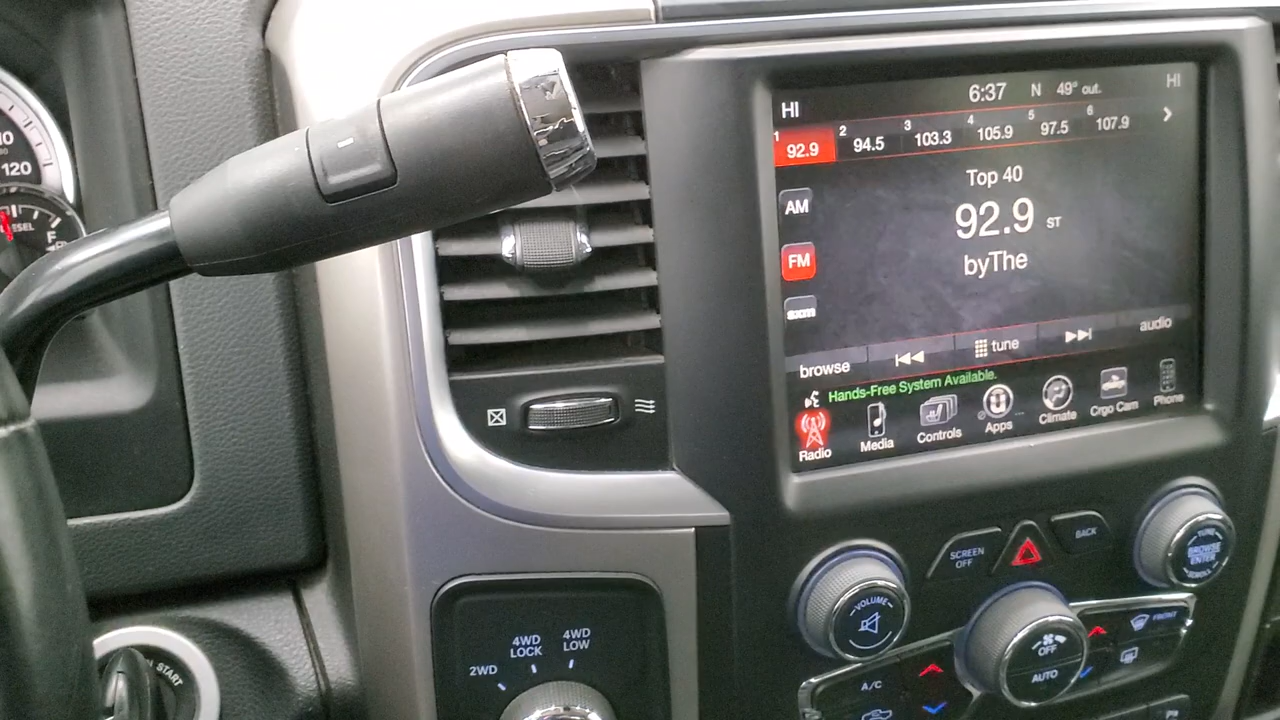 120
F
HI
6:37 N 49° out.
HI
1 92.9 2 94.5 3 103.3 4 105.9 5 97.5 6 107.9
Top 40
AM
92.9 ST
FM
byThe
browse tune audio
Hands-Free System Available.
Radio Media Controls Apps Climate Crgo Cam Phone
SCREEN
OFF
BACK
VOLUME
TUNE
BROWSE
ENTER
SCROLL
OFF
AUTO
FRONT
A/C
2WD
4WD
LOCK
4WD
LOW
START